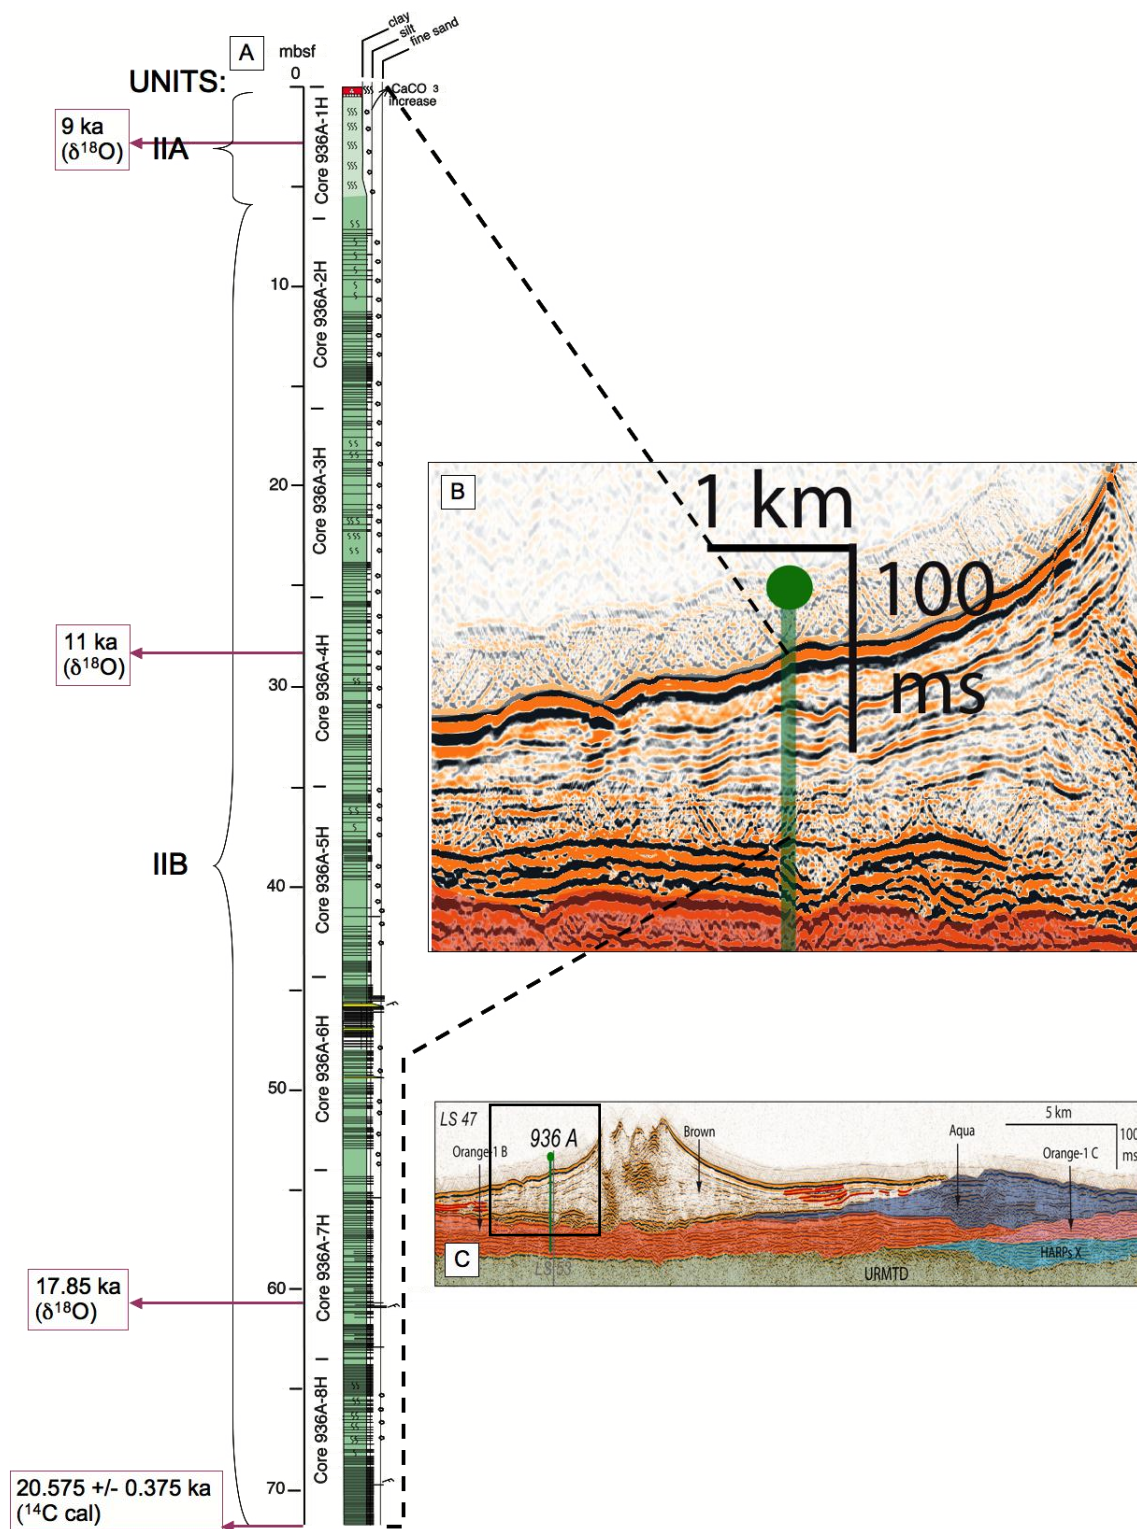 A
mbsf
clay
silt
fine sand
0
UNITS:
CaCO 3
increase
9 ka
(δ18O)
IIA
Core 936A-1H
10
Core 936A-2H
20
Core 936A-3H
11 ka
(δ18O)
30
Core 936A-4H
IIB
40
Core 936A-5H
50
Core 936A-6H
17.85 ka
(δ18O)
60
Core 936A-7H
20.575 +/- 0.375 ka
(14C cal)
70
Core 936A-8H
B
1 km
100
ms
LS 47
936 A
Orange-1 B
Brown
Aqua
5 km
100
ms
Orange-1 C
C
LS 53
HARPs X
URMTD